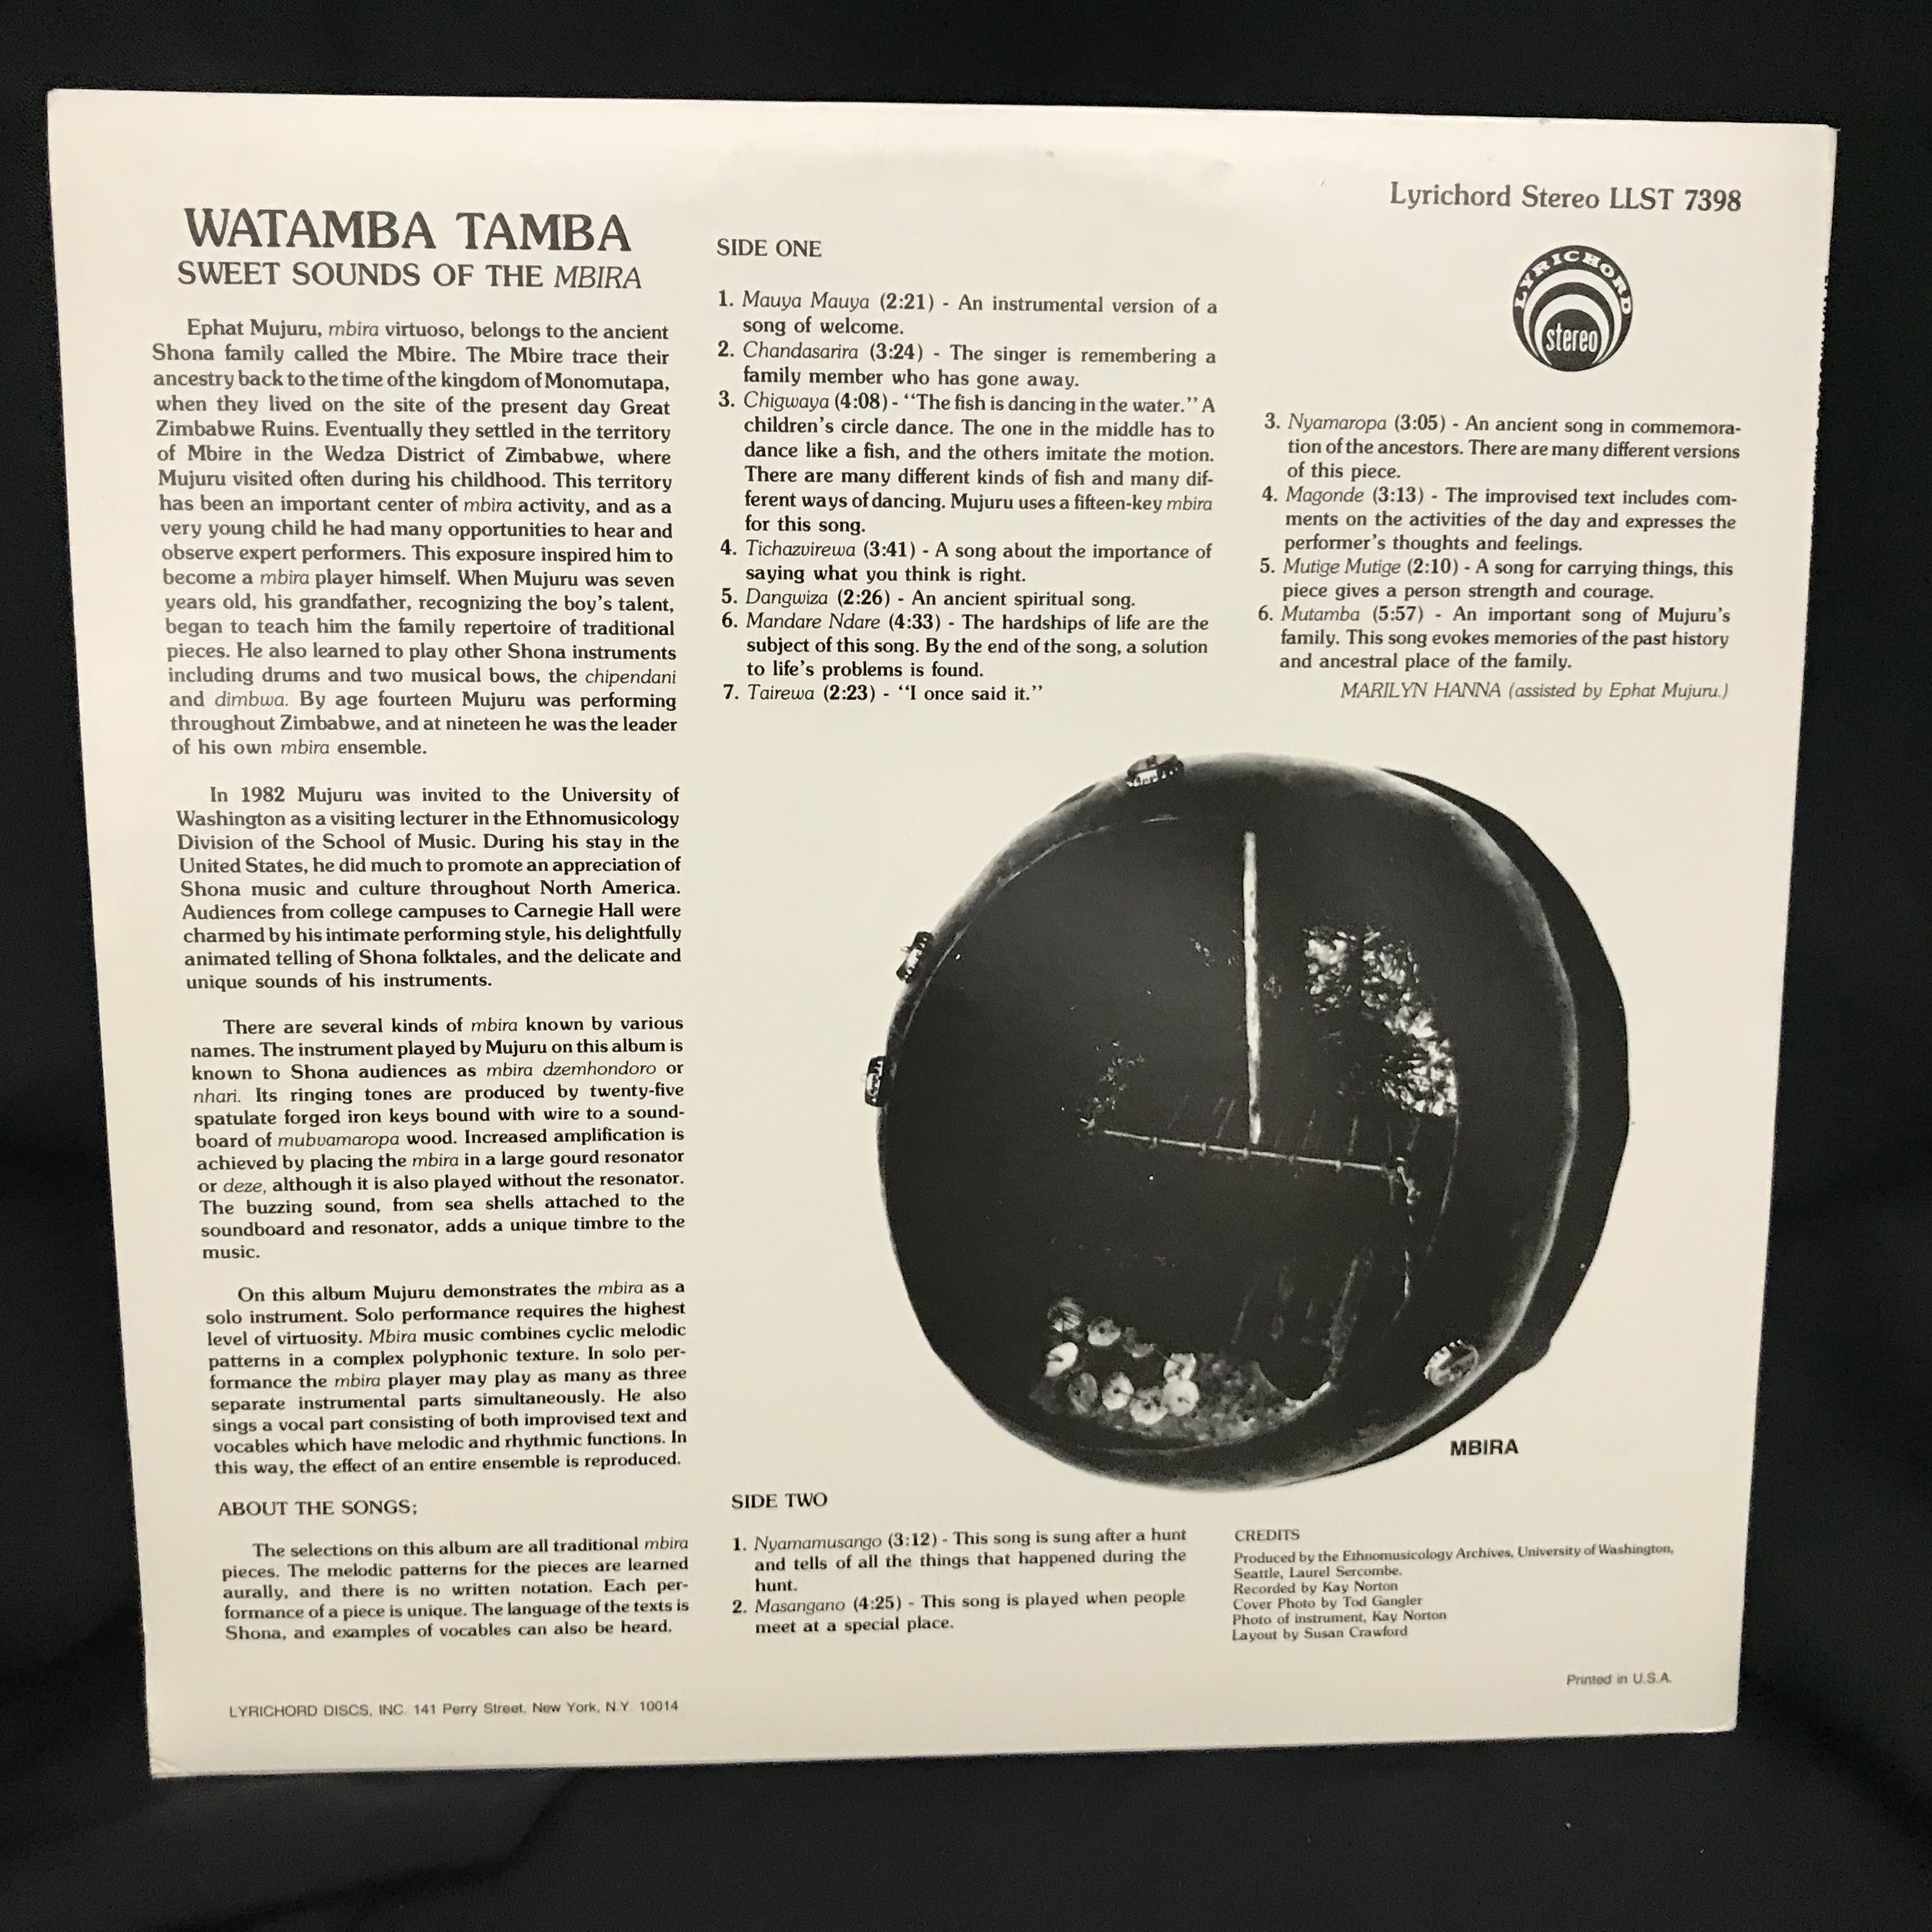 WATAMBA TAMBA
SWEET SOUNDS OF THE MBIRA
Ephat Mujuru, mbira virtuoso, belongs to the ancient
Shona family called the Mbire. The Mbire trace their
ancestry back to the time of the kingdom of Monomutapa,
when they lived on the site of the present day Great
Zimbabwe Ruins. Eventually they settled in the territory
of Mbire in the Wedza District of Zimbabwe, where
Mujuru visited often during his childhood. This territory
has been an important center of mbira activity, and as a
very young child he had many opportunities to hear and
observe expert performers. This exposure inspired him to
become a mbira player himself. When Mujuru was seven
years old, his grandfather, recognizing the boy's talent,
began to teach him the family repertoire of traditional
pieces. He also learned to play other Shona instruments
including drums and two musical bows, the chipendani
and dimbwa. By age fourteen Mujuru was performing
throughout Zimbabwe, and at nineteen he was the leader
of his own mbira ensemble.
In 1982 Mujuru was invited to the University of
Washington as a visiting lecturer in the Ethnomusicology
Division of the School of Music. During his stay in the
United States, he did much to promote an appreciation of
Shona music and culture throughout North America.
Audiences from college campuses to Carnegie Hall were
charmed by his intimate performing style, his delightfully
animated telling of Shona folktales, and the delicate and
unique sounds of his instruments.
There are several kinds of mbira known by various
names. The instrument played by Mujuru on this album is
known to Shona audiences as mbira dzemhondoro or
nhari. Its ringing tones are produced by twenty-five
spatulate forged iron keys bound with wire to a sound-
board of mubvamaropa wood. Increased amplification is
achieved by placing the mbira in a large gourd resonator
or deze, although it is also played without the resonator.
The buzzing sound, from sea shells attached to the
soundboard and resonator, adds a unique timbre to the
music.
On this album Mujuru demonstrates the mbira as a
solo instrument. Solo performance requires the highest
level of virtuosity. Mbira music combines cyclic melodic
patterns in a complex polyphonic texture. In solo per-
formance the mbira player may play as many as three
separate instrumental parts simultaneously. He also
sings a vocal part consisting of both improvised text and
vocables which have melodic and rhythmic functions. In
this way, the effect of an entire ensemble is reproduced.
ABOUT THE SONGS;
The selections on this album are all traditional mbira
pieces. The melodic patterns for the pieces are learned
aurally, and there is no written notation. Each per-
formance of a piece is unique. The language of the texts is
Shona, and examples of vocables can also be heard.
LYRICHORD DISCS, INC. 141 Perry Street, New York, N.Y. 10014
SIDE ONE
1. Mauya Mauya (2:21) - An instrumental version of a
song of welcome.
2. Chandasarira (3:24) - The singer is remembering a
family member who has gone away.
3. Chigwaya (4:08) - "The fish is dancing in the water." A
children's circle dance. The one in the middle has to
dance like a fish, and the others imitate the motion.
There are many different kinds of fish and many dif-
ferent ways of dancing. Mujuru uses a fifteen-key mbira
for this song.
4. Tichazvirewa (3:41) - A song about the importance of
saying what you think is right.
5. Dangwiza (2:26) - An ancient spiritual song.
6. Mandare Ndare (4:33) - The hardships of life are the
subject of this song. By the end of the song, a solution
to life's problems is found.
7. Tairewa (2:23) - "I once said it."
SIDE TWO
1. Nyamamusango (3:12) - This song is sung after a hunt
and tells of all the things that happened during the
hunt.
2. Masangano (4:25) - This song is played when people
meet at a special place.
Lyrichord Stereo LLST 7398
LYRICHORD
stereo
3. Nyamaropa (3:05) - An ancient song in commemora-
tion of the ancestors. There are many different versions
of this piece.
4. Magonde (3:13) - The improvised text includes com-
ments on the activities of the day and expresses the
performer's thoughts and feelings.
5. Mutige Mutige (2:10) - A song for carrying things, this
piece gives a person strength and courage.
6. Mutamba (5:57) - An important song of Mujuru's
family. This song evokes memories of the past history
and ancestral place of the family.
MARILYN HANNA (assisted by Ephat Mujuru.)
MBIRA
CREDITS
Produced by the Ethnomusicology Archives, University of Washington,
Seattle, Laurel Sercombe.
Recorded by Kay Norton
Cover Photo by Tod Gangler
Photo of instrument, Kay Norton
Layout by Susan Crawford
Printed in U.S.A.